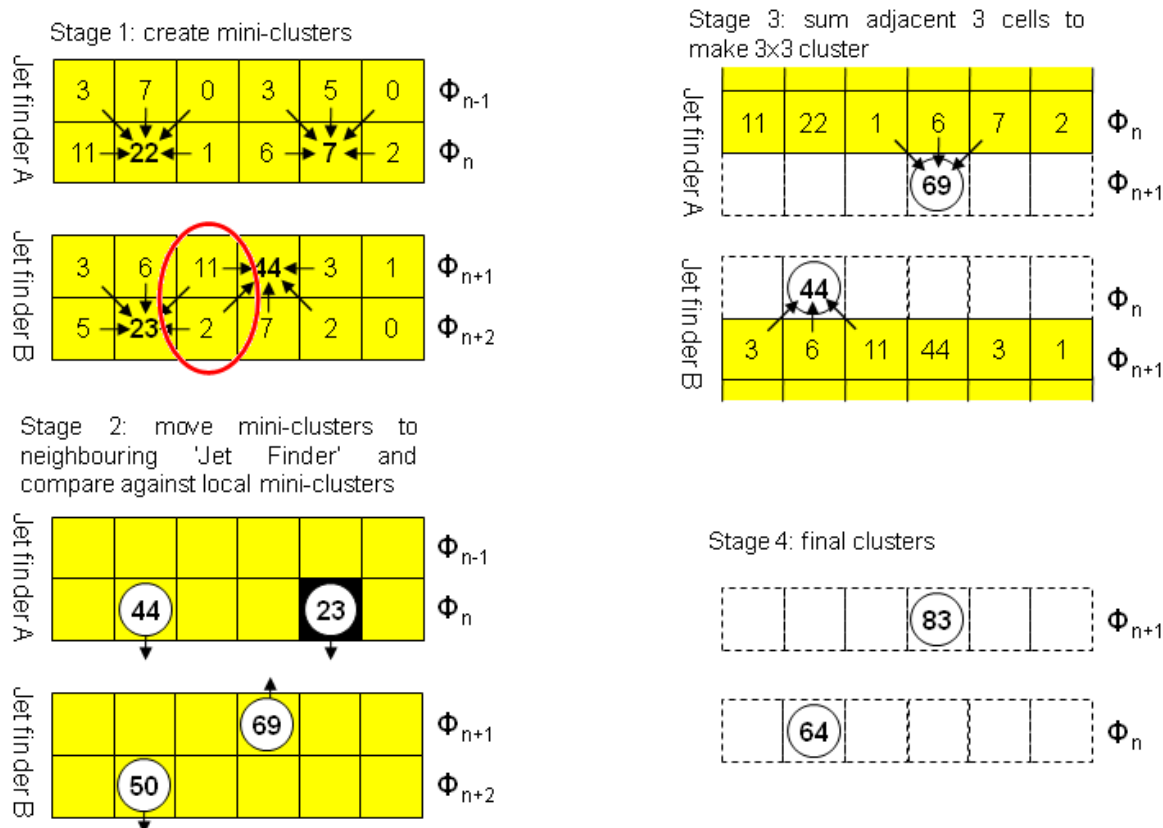 Stage 1: create mini-clusters
Jet finder A
3 7 0 3 5 0 Φn-1
11 22 1 6 7 2 Φn
Jet finder B
3 6 11 44 3 1 Φn+1
5 23 2 7 2 0 Φn+2
Stage 2: move mini-clusters to
neighbouring 'Jet Finder' and
compare against local mini-clusters
Jet finder A
Φn-1
44 23 Φn
Jet finder B
69 Φn+1
50 Φn+2
Stage 3: sum adjacent 3 cells to
make 3x3 cluster
Jet finder A
11 22 1 6 7 2 Φn
69 Φn+1
Jet finder B
44 Φn
3 6 11 44 3 1 Φn+1
Stage 4: final clusters
83 Φn+1
64 Φn